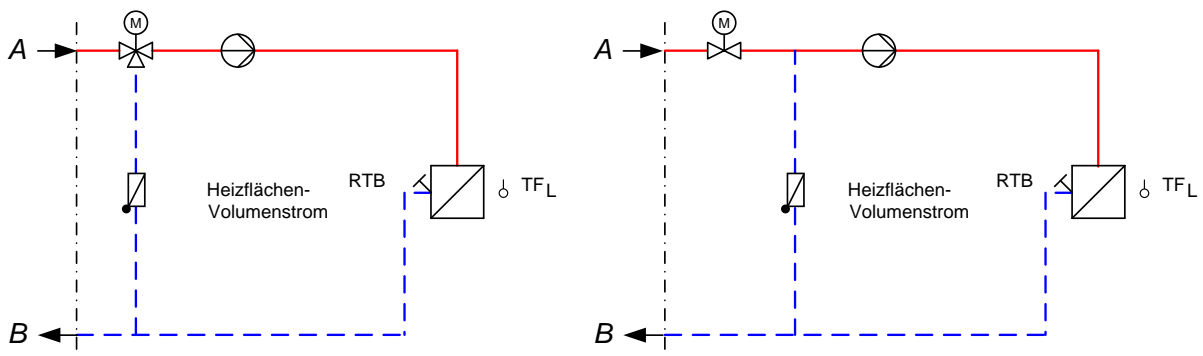 M
A
RTB
Heizflächen-
Volumenstrom
TF L
B
M
A
RTB
Heizflächen-
Volumenstrom
TF L
B